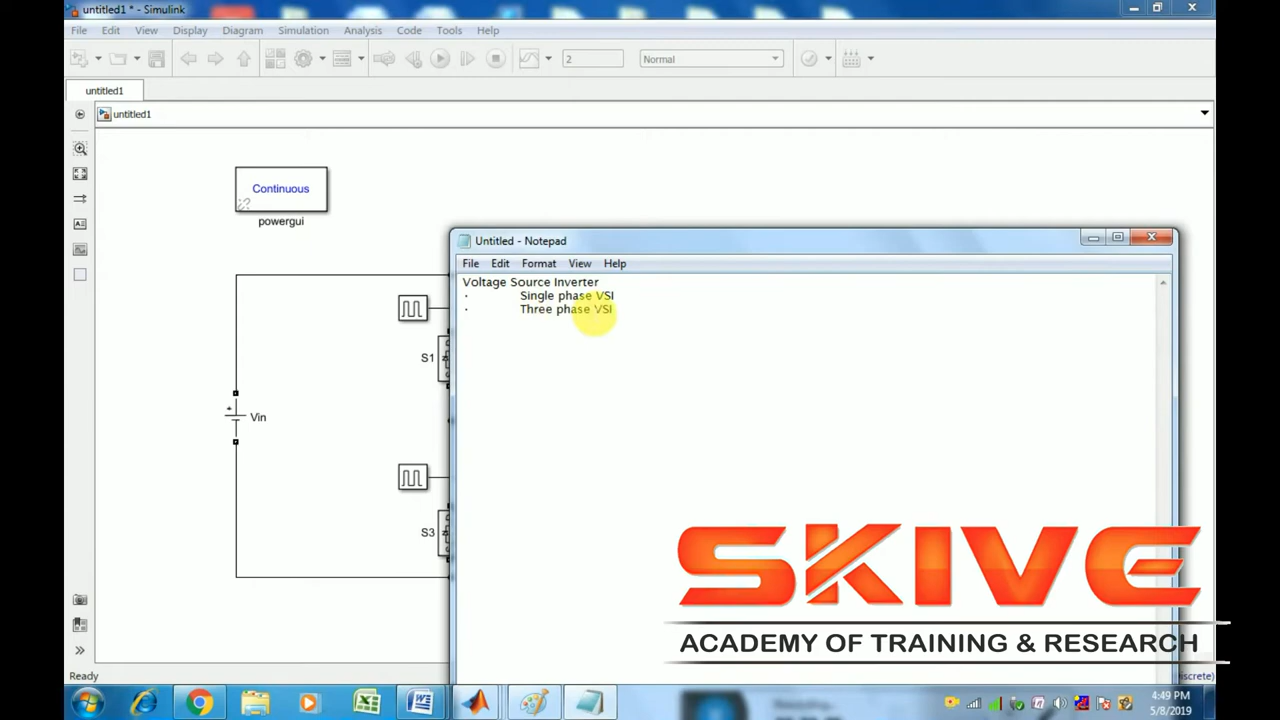 untitled1 * - Simulink
File Edit View Display Diagram Simulation Analysis Code Tools Help
2 Normal
untitled1
untitled1
Continuous
powergui
S1
Vin
S3
Untitled - Notepad
File Edit Format View Help
Voltage Source Inverter
· Single phase VSI
· Three phase VSI
SKIVE
ACADEMY OF TRAINING & RESEARCH
Ready
iscrete)
4:49 PM
5/8/2019